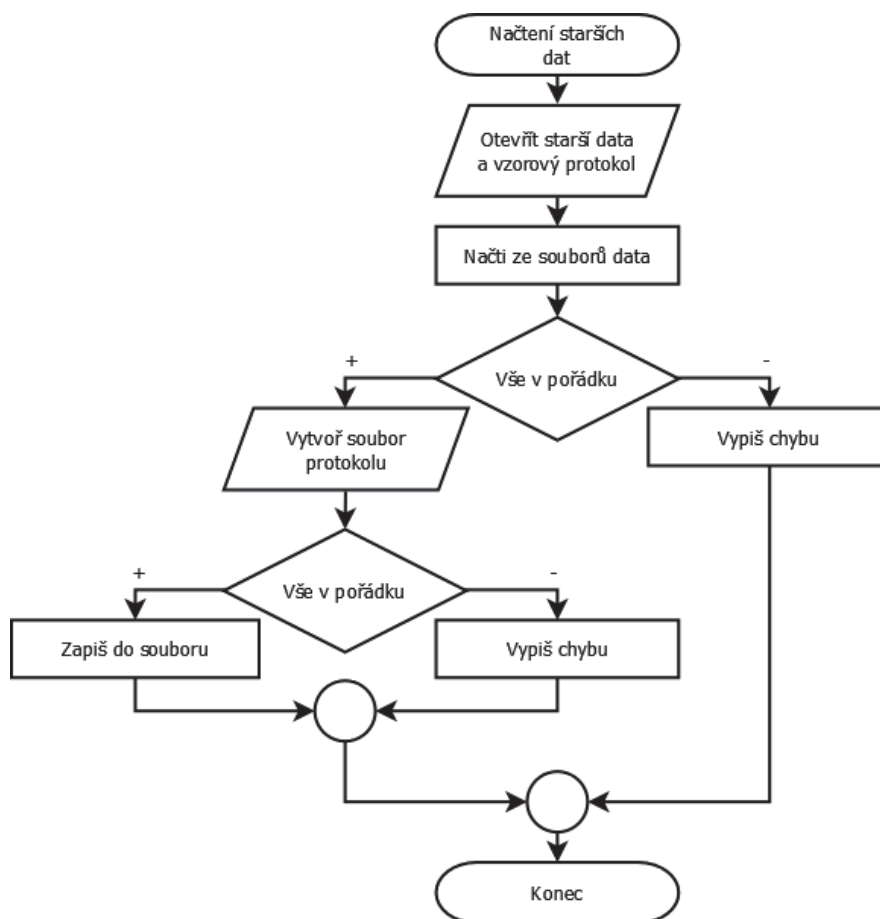 Načtení starších
dat
Otevřít starší data
a vzorový protokol
Načti ze souborů data
Vše v pořádku
+
-
Vytvoř soubor
protokolu
Vypiš chybu
Vše v pořádku
+
-
Zapiš do souboru
Vypiš chybu
Konec